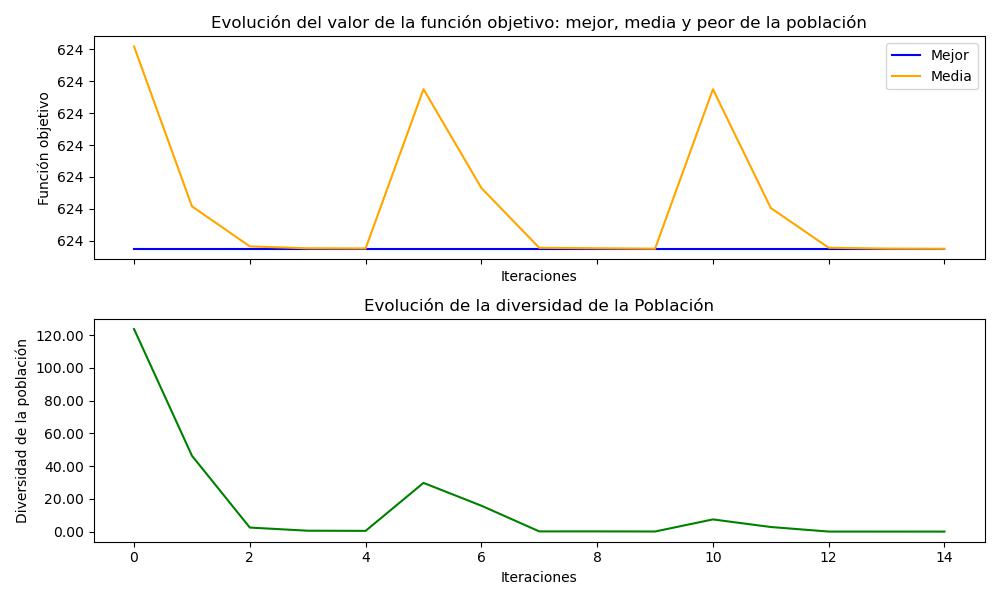 Evolución del valor de la función objetivo: mejor, media y peor de la población
Función objetivo
624
624
624
624
624
624
624
Mejor
Media
Iteraciones
Evolución de la diversidad de la Población
Diversidad de la población
120.00
100.00
80.00
60.00
40.00
20.00
0.00
0 2 4 6 8 10 12 14
Iteraciones